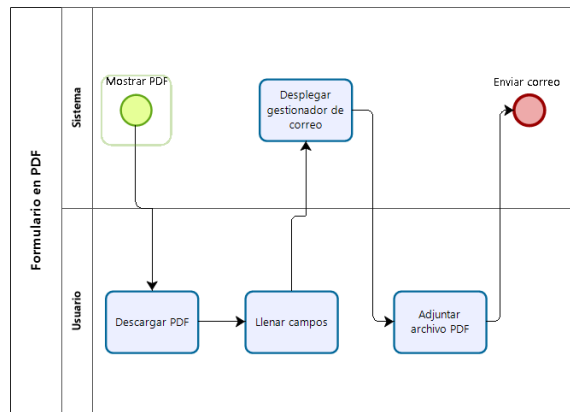 Formulario en PDF
Sistema
Mostrar PDF
Desplegar
gestionador de
correo
Enviar correo
Usuario
Descargar PDF
Llenar campos
Adjuntar
archivo PDF